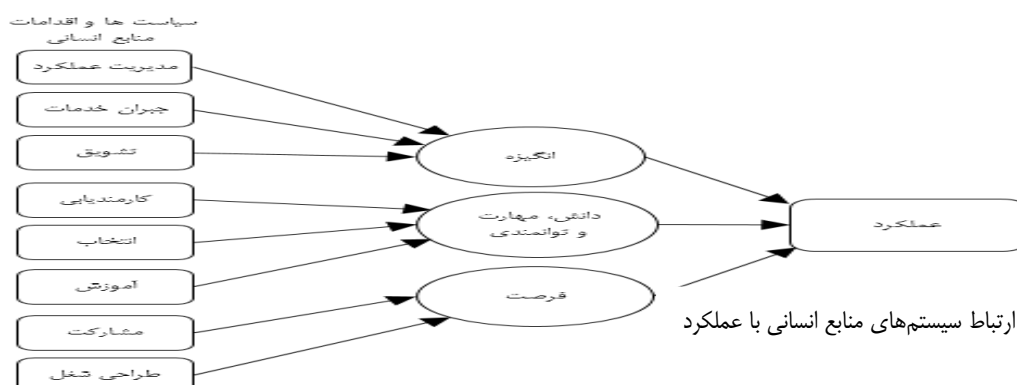 سیاست ها و اقدامات
منابع انسانی
مدیریت عملکرد
جبران خدمات
تشویق
کارمندیابی
انتخاب
آموزش
مشارکت
طراحی شغل
انگیزه
دانش، مهارت
و توانمندی
فرصت
عملکرد
ارتباط سیستم‌های منابع انسانی با عملکرد